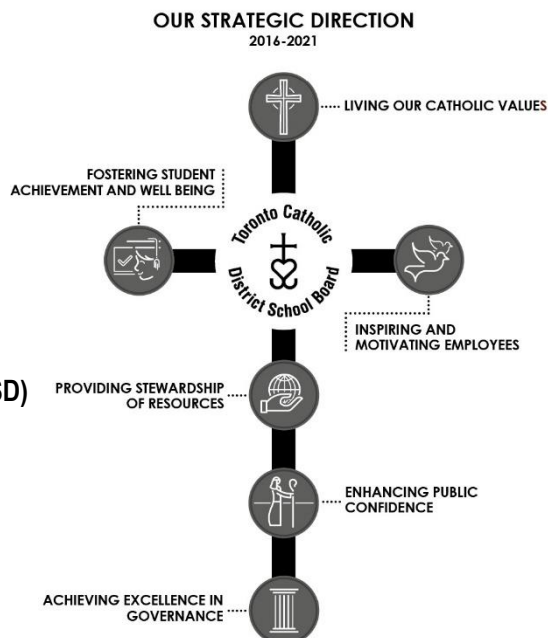 OUR STRATEGIC DIRECTION
2016-2021
LIVING OUR CATHOLIC VALUES
FOSTERING STUDENT
ACHIEVEMENT AND WELL BEING
Toronto Catholic
District School Board
INSPIRING AND
MOTIVATING EMPLOYEES
SD)
PROVIDING STEWARDSHIP
OF RESOURCES
ENHANCING PUBLIC
CONFIDENCE
ACHIEVING EXCELLENCE IN
GOVERNANCE